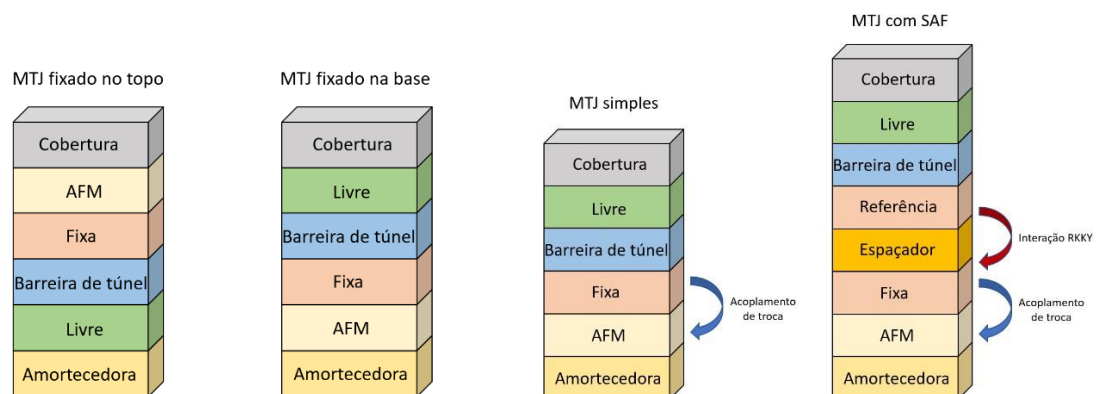 MTJ fixado no topo
Cobertura
AFM
Fixa
Barreira de túnel
Livre
Amortecedora
MTJ fixado na base
Cobertura
Livre
Barreira de túnel
Fixa
AFM
Amortecedora
MTJ simples
Cobertura
Livre
Barreira de túnel
Fixa
AFM
Amortecedora
Acoplamento
de troca
MTJ com SAF
Cobertura
Livre
Barreira de túnel
Referência
Espaçador
Fixa
AFM
Amortecedora
Interação RKKY
Acoplamento
de troca